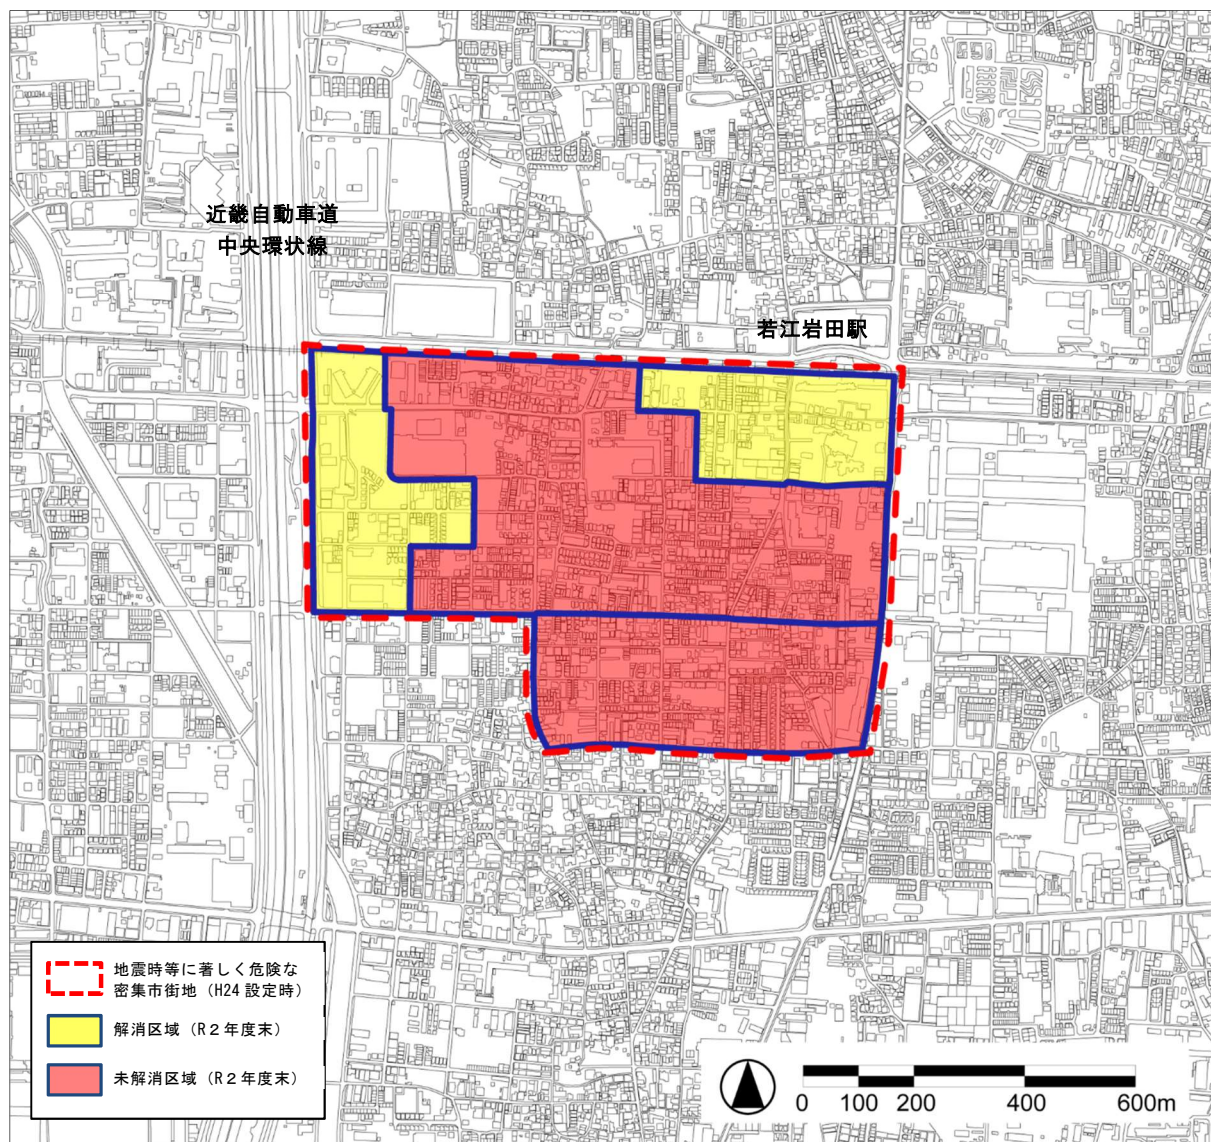 近畿自動車道
中央環状線
若江岩田駅
地震時等に著しく危険な
密集市街地（H24 設定時）
解消区域（R２年度末）
未解消区域（R２年度末）
0 100 200 400 600m